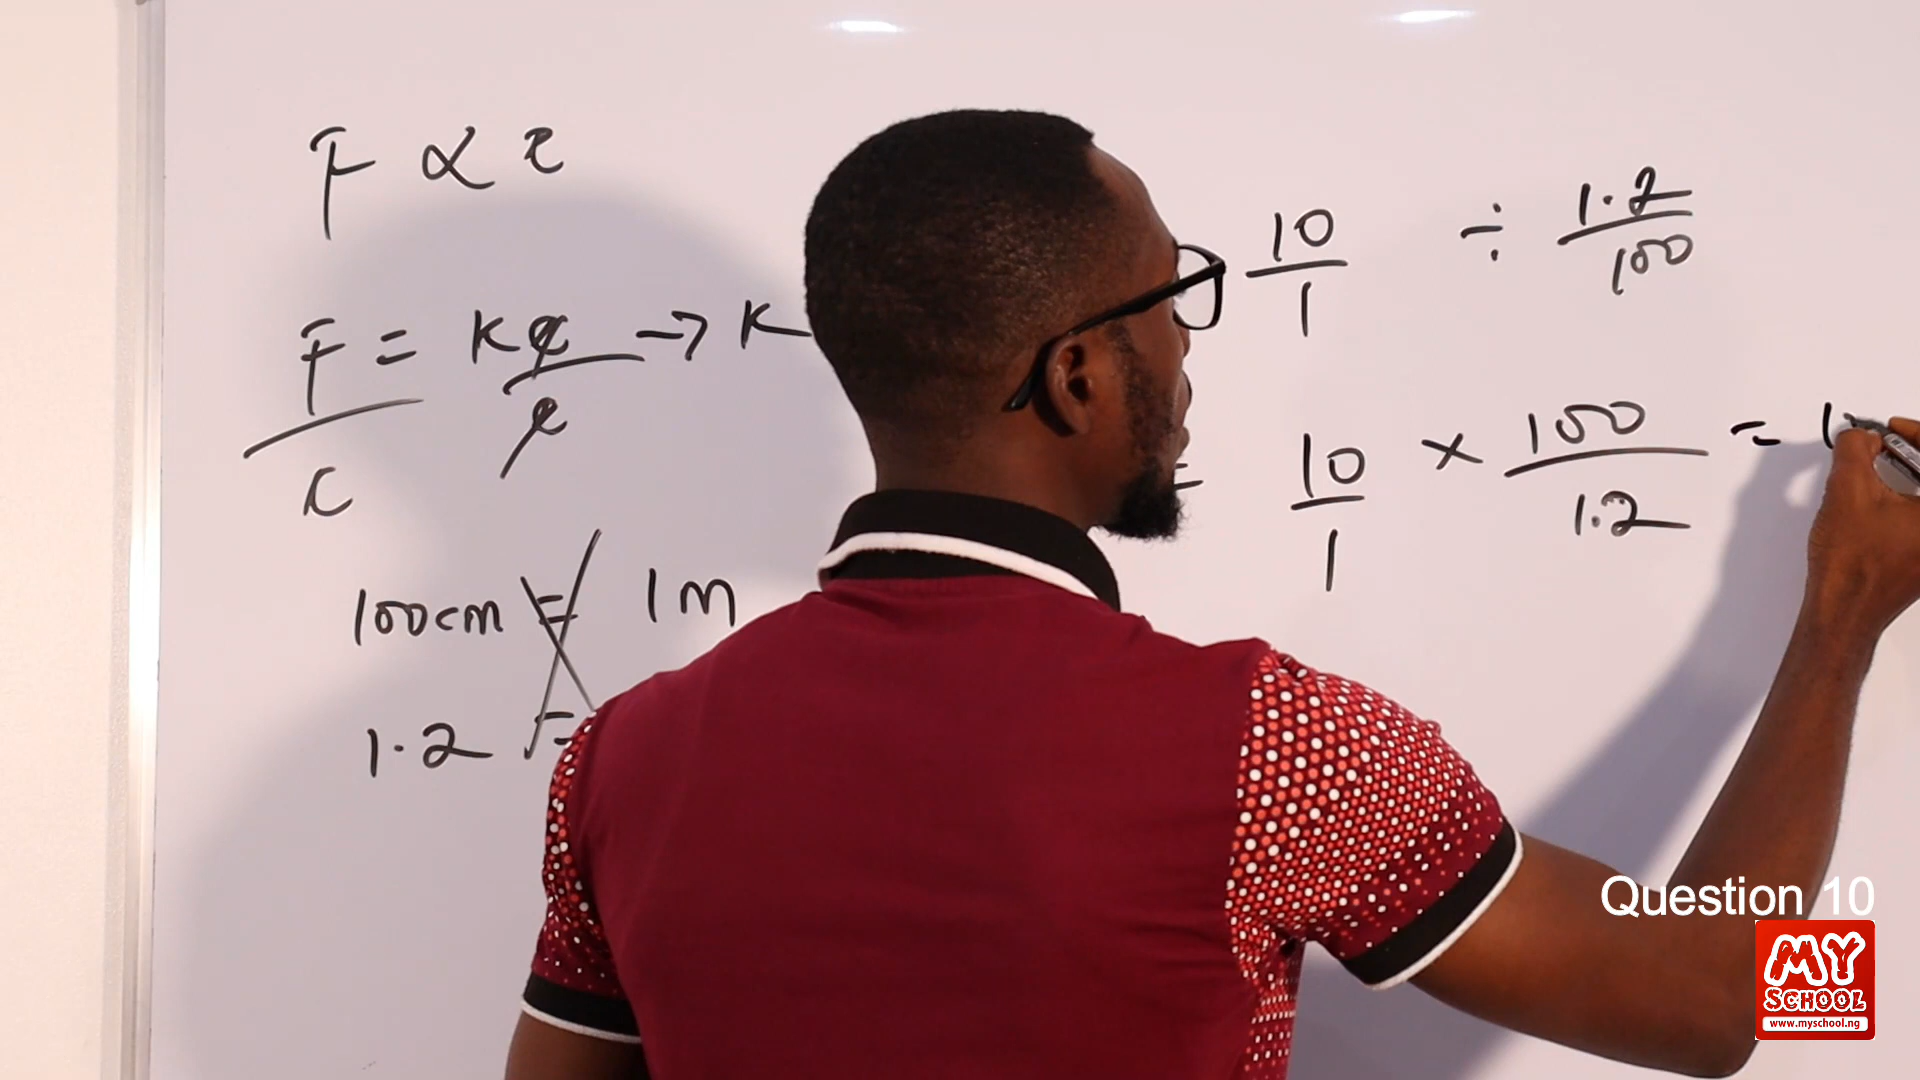 F ∝ e
F = ke → K
e e
100cm = 1m
1.2 =
10 ÷ 1.2
1 100
= 10 × 100 = 1
1 1.2
Question 10
MY
SCHOOL
www.myschool.ng